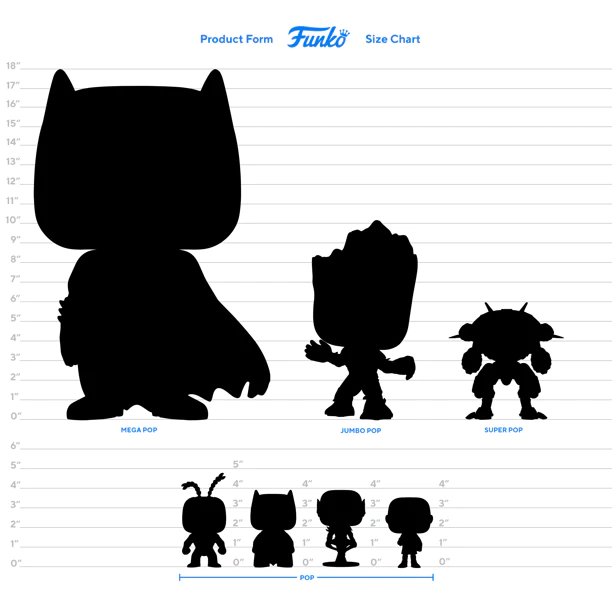 Product Form Funko Size Chart
18"
17"
16"
15"
14"
13"
12"
11"
10"
9"
8"
7"
6"
5"
4"
3"
2"
1"
0"
MEGA POP JUMBO POP SUPER POP
6"
5" 5"
4" 4" 4" 4" 4"
3" 3" 3" 3" 3"
2" 2" 2" 2" 2"
1" 1" 1" 1" 1"
0" 0" 0" 0" 0"
POP